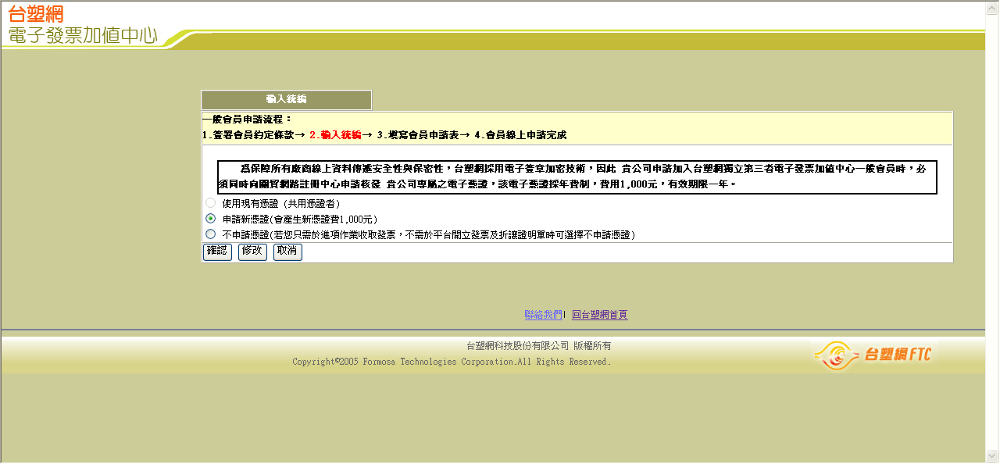 台塑網
電子發票加值中心
輸入統編
一般會員申請流程：
1.簽署會員約定條款→ 2.輸入統編→ 3.填寫會員申請表→ 4.會員線上申請完成
為保障所有廠商線上資料傳遞安全性與保密性，台塑網採用電子簽章加密技術，因此 貴公司申請加入台塑網獨立第三者電子發票加值中心一般會員時，必
須同時向關貿網路註冊中心申請核發 貴公司專屬之電子憑證，該電子憑證採年費制，費用1,000元，有效期限一年。
使用現有憑證 (共用憑證者)
申請新憑證(會產生新憑證費1,000元)
不申請憑證(若您只需於進項作業收取發票，不需於平台開立發票及折讓證明單時可選擇不申請憑證)
確認 修改 取消
聯絡我們| 回台塑網首頁
台塑網科技股份有限公司 版權所有
Copyright©2005 Formosa Technologies Corporation.All Rights Reserved.
台塑網FTC